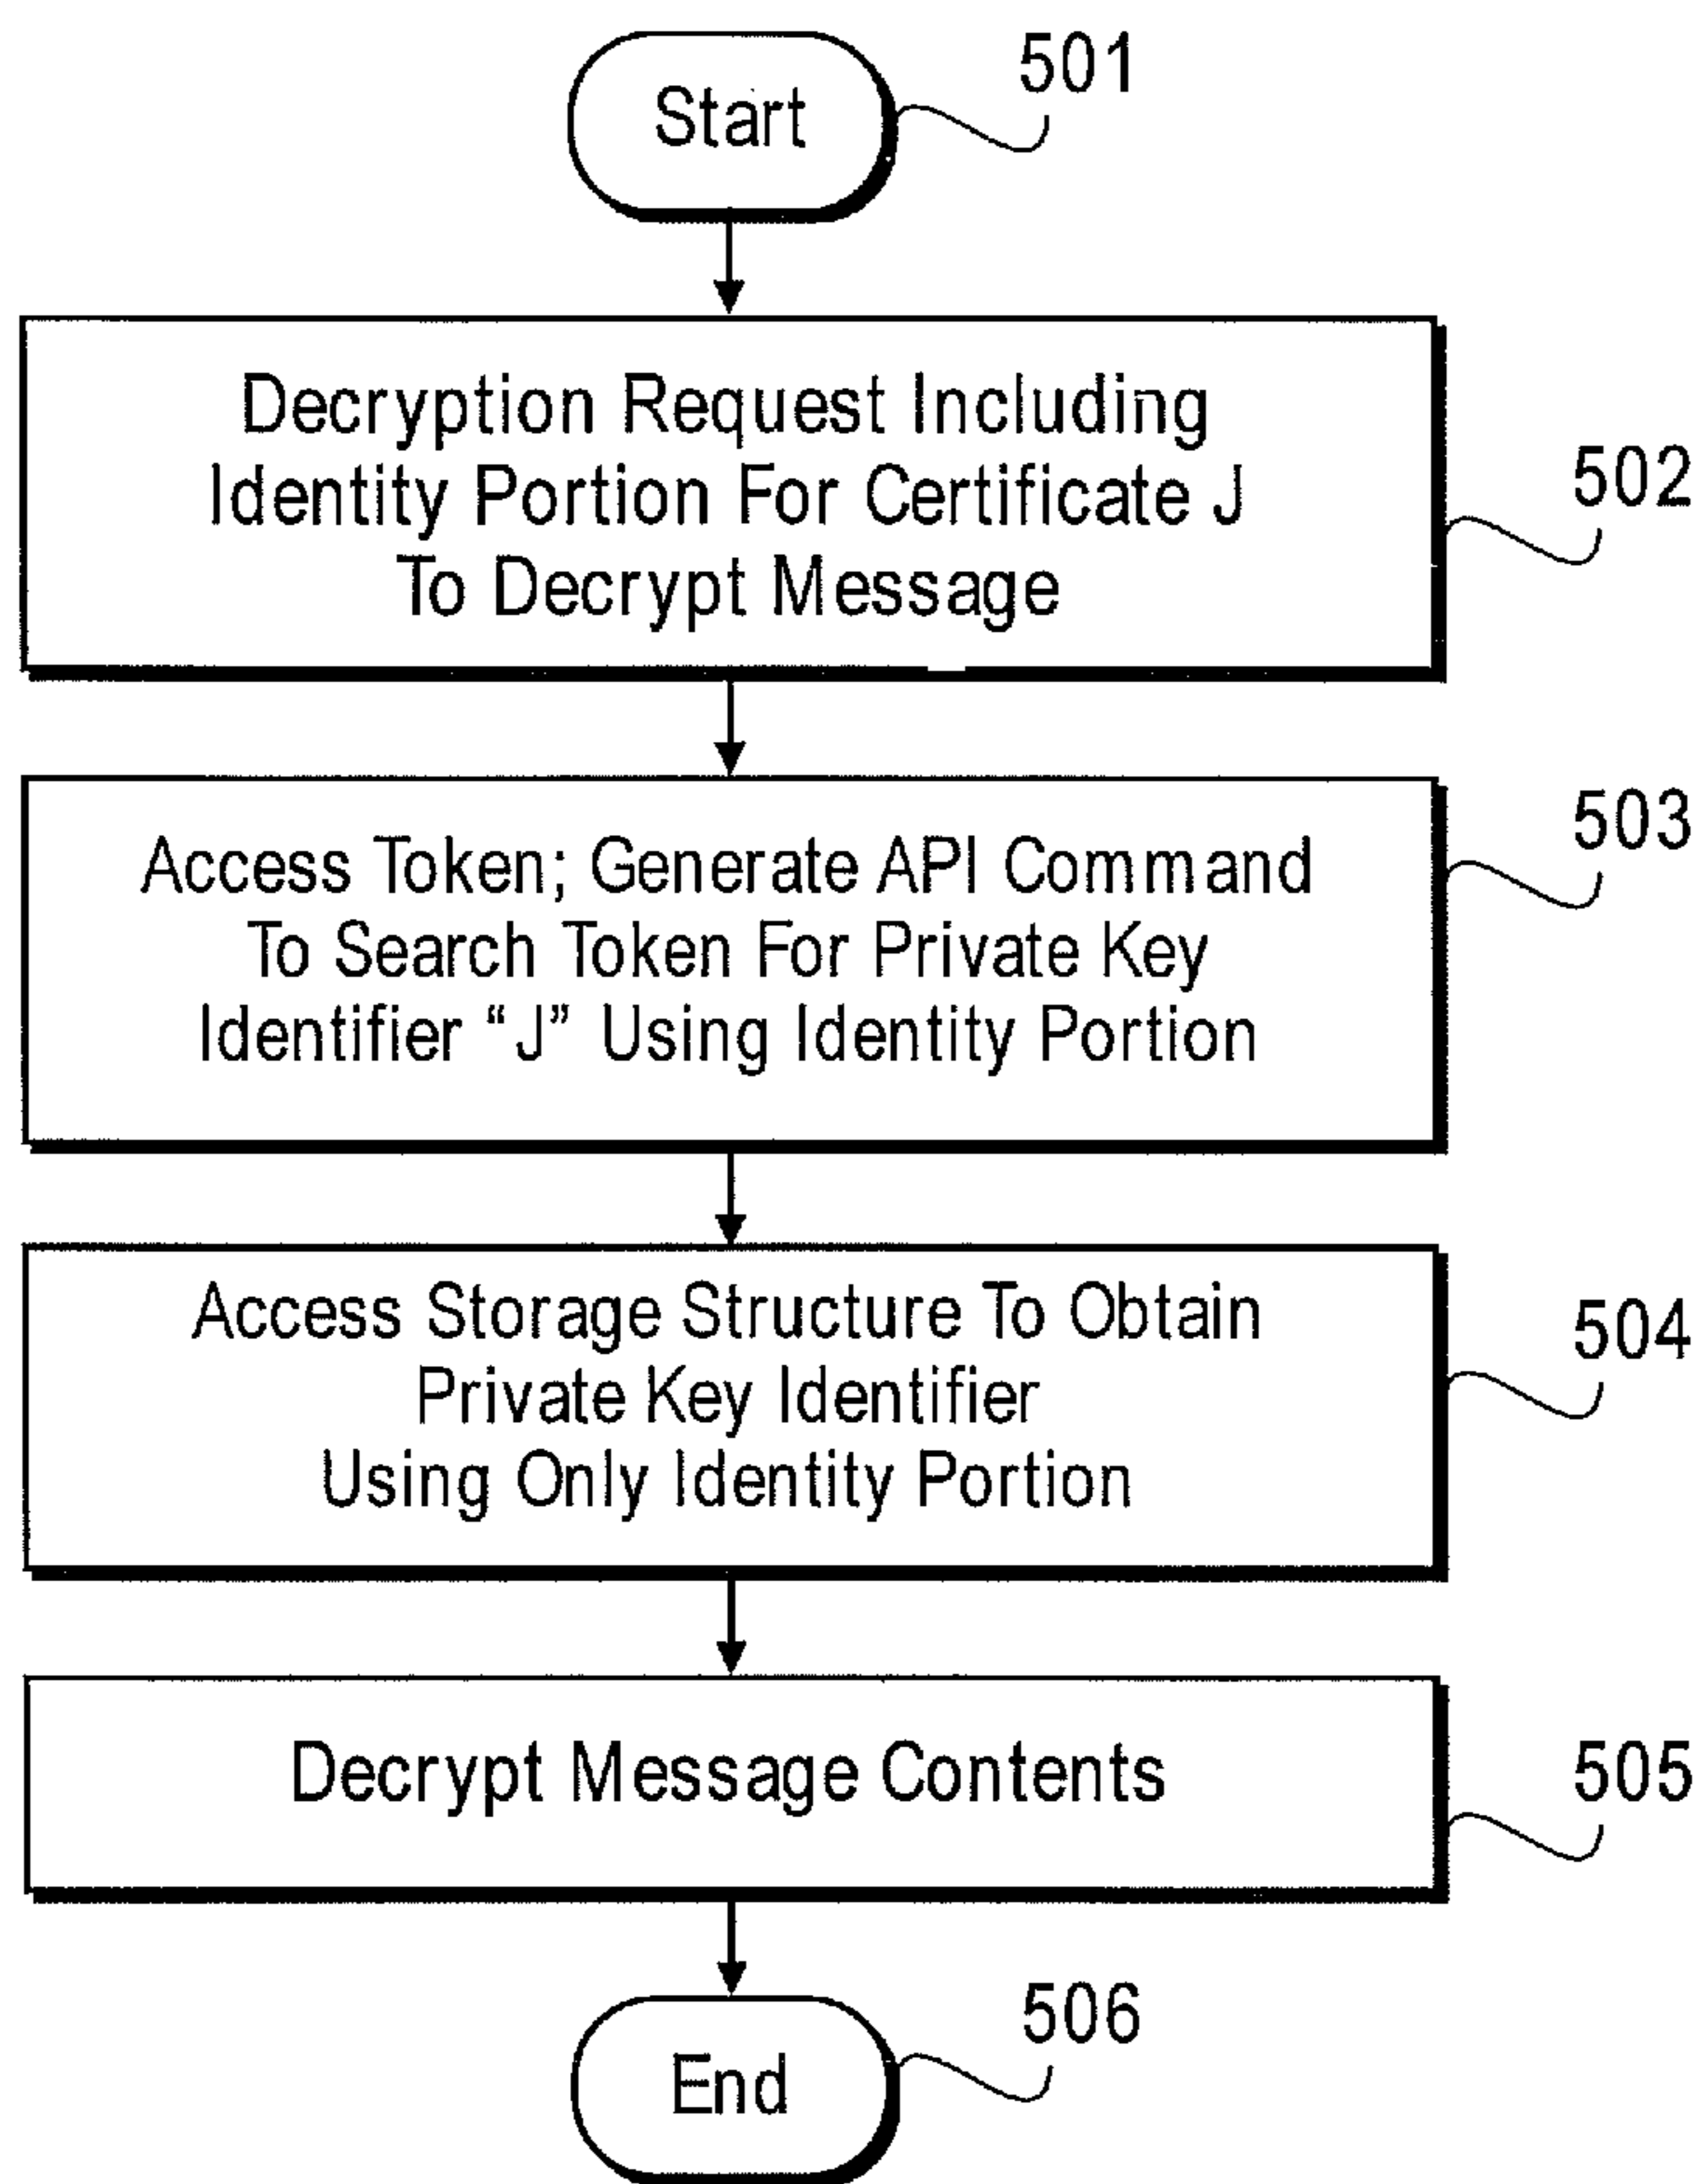 Start
501
Decryption Request Including
Identity Portion For Certificate J
To Decrypt Message
502
Access Token; Generate API Command
To Search Token For Private Key
Identifier “J” Using Identity Portion
503
Access Storage Structure To Obtain
Private Key Identifier
Using Only Identity Portion
504
Decrypt Message Contents
505
End
506